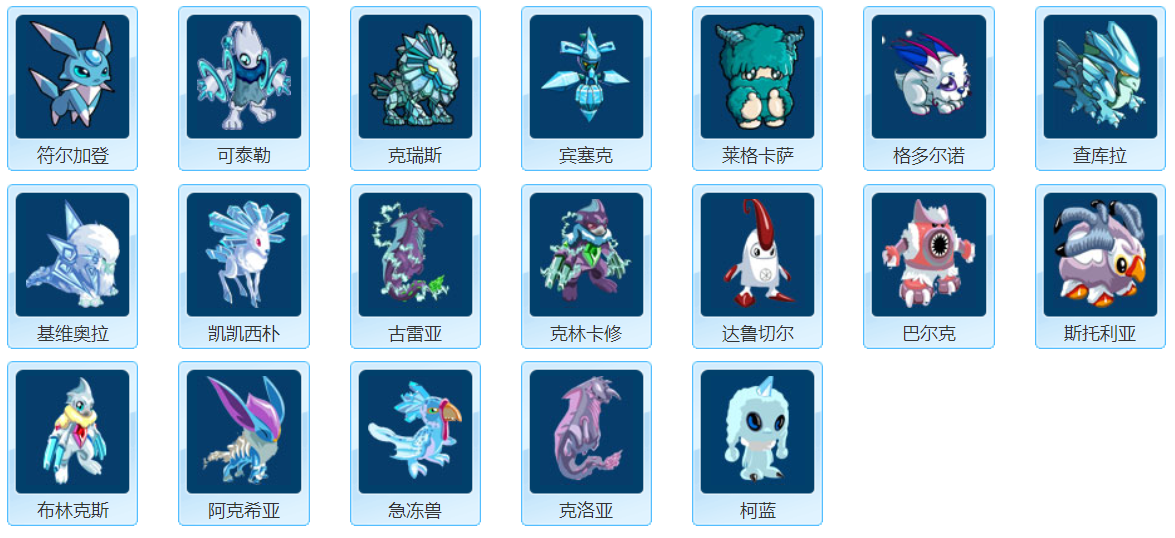 符尔加登
可泰勒
克瑞斯
宾塞克
莱格卡萨
格多尔诺
查库拉
基维奥拉
凯凯西朴
古雷亚
克林卡修
达鲁切尔
巴尔克
斯托利亚
布林克斯
阿克希亚
急冻兽
克洛亚
柯蓝